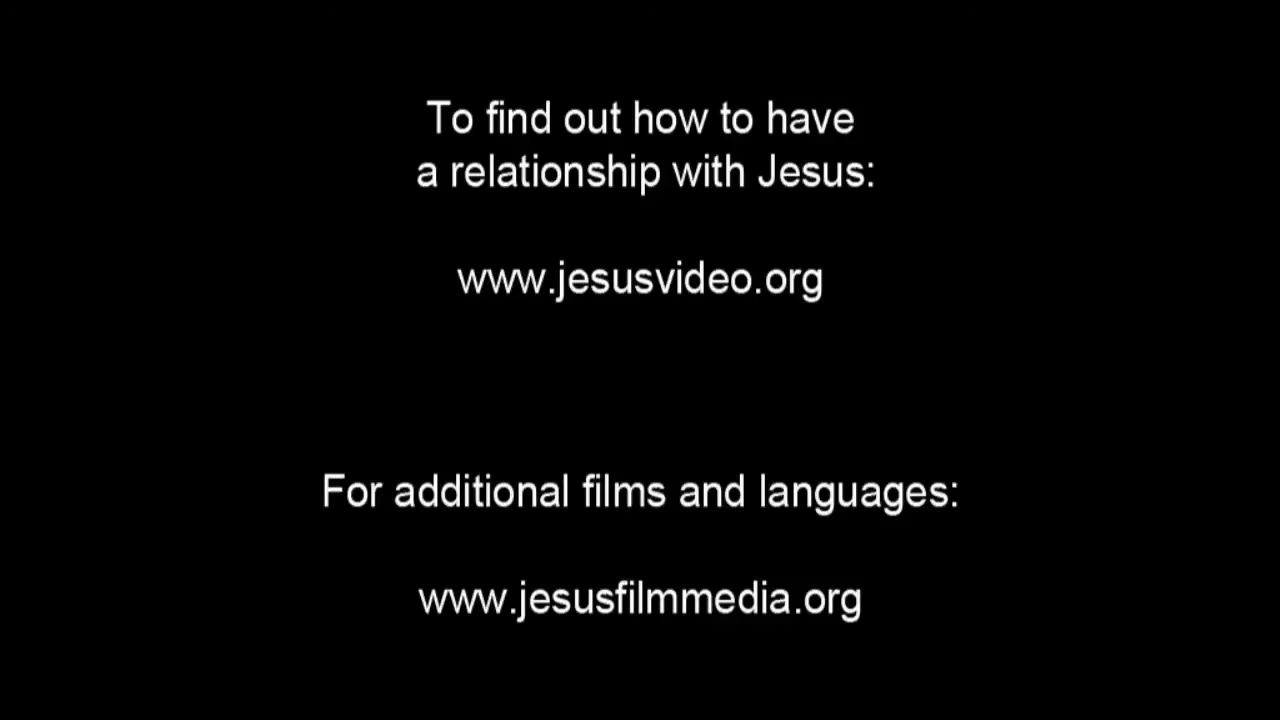 To find out how to have
a relationship with Jesus:
www.jesusvideo.org
For additional films and languages:
www.jesusfilmmedia.org